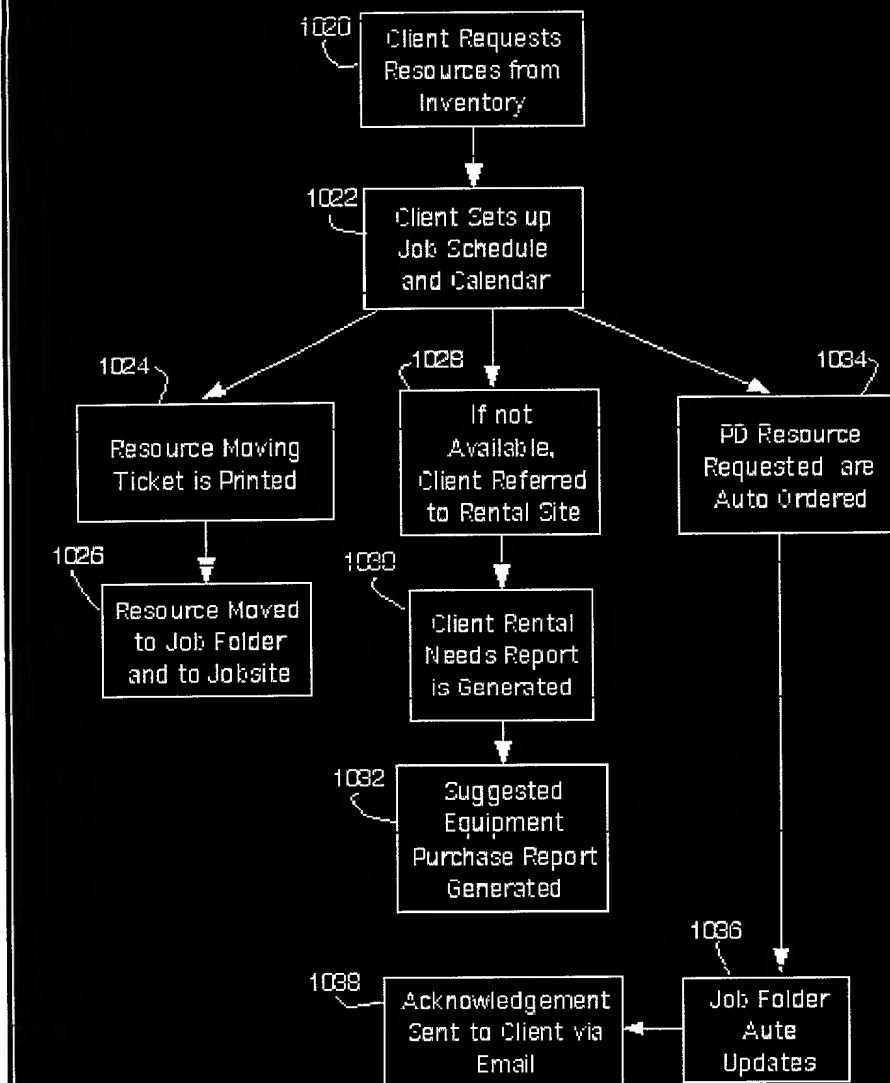 1020
Client Requests
Resources from
Inventory
1022
Client Sets up
Job Schedule
and Calendar
1024
Resource Moving
Ticket is Printed
1026
Resource Moved
to Job Folder
and to Jobsite
1028
If not
Available,
Client Referred
to Rental Site
1030
Client Rental
Needs Report
is Generated
1032
Suggested
Equipment
Purchase Report
Generated
1034
PD Resource
Requested are
Auto Ordered
1036
Job Folder
Aute
Updates
1038
Acknowledgement
Sent to Client via
Email